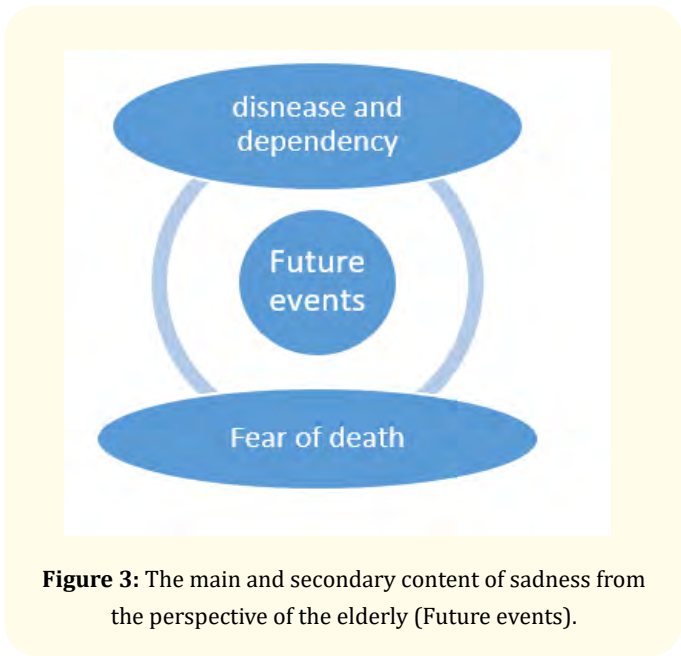 disnease and
dependency
Future
events
Fear of death
Figure 3: The main and secondary content of sadness from
the perspective of the elderly (Future events).